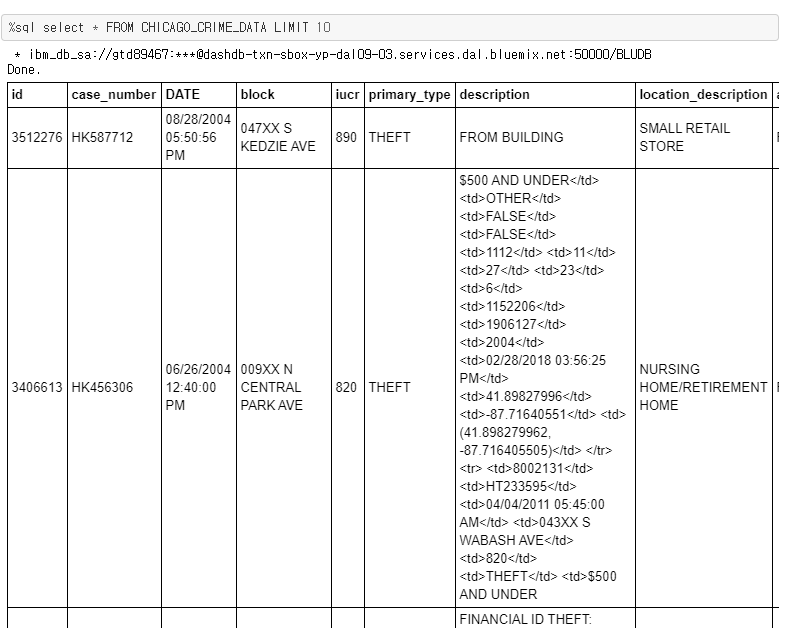 %sql select * FROM CHICAGO_CRIME_DATA LIMIT 10
* ibm_db_sa://gtd89467:***@dashdb-txn-sbox-yp-dal09-03.services.dal.bluemix.net:50000/BLUDB
Done.
id case_number DATE block iucr primary_type description location_description
3512276 HK587712 08/28/2004 05:50:56 PM 047XX S KEDZIE AVE 890 THEFT FROM BUILDING SMALL RETAIL STORE
3406613 HK456306 06/26/2004 12:40:00 PM 009XX N CENTRAL PARK AVE 820 THEFT
$500 AND UNDER</td>
<td>OTHER</td>
<td>FALSE</td>
<td>FALSE</td>
<td>1112</td> <td>11</td>
<td>27</td> <td>23</td>
<td>6</td>
<td>1152206</td>
<td>1906127</td>
<td>2004</td>
<td>02/28/2018 03:56:25
PM</td>
<td>41.89827996</td>
<td>-87.71640551</td> <td>
(41.898279962,
-87.716405505)</td> </tr>
<tr> <td>8002131</td>
<td>HT233595</td>
<td>04/04/2011 05:45:00
AM</td> <td>043XX S
WABASH AVE</td>
<td>820</td>
<td>THEFT</td> <td>$500
AND UNDER
NURSING
HOME/RETIREMENT
HOME
FINANCIAL ID THEFT: